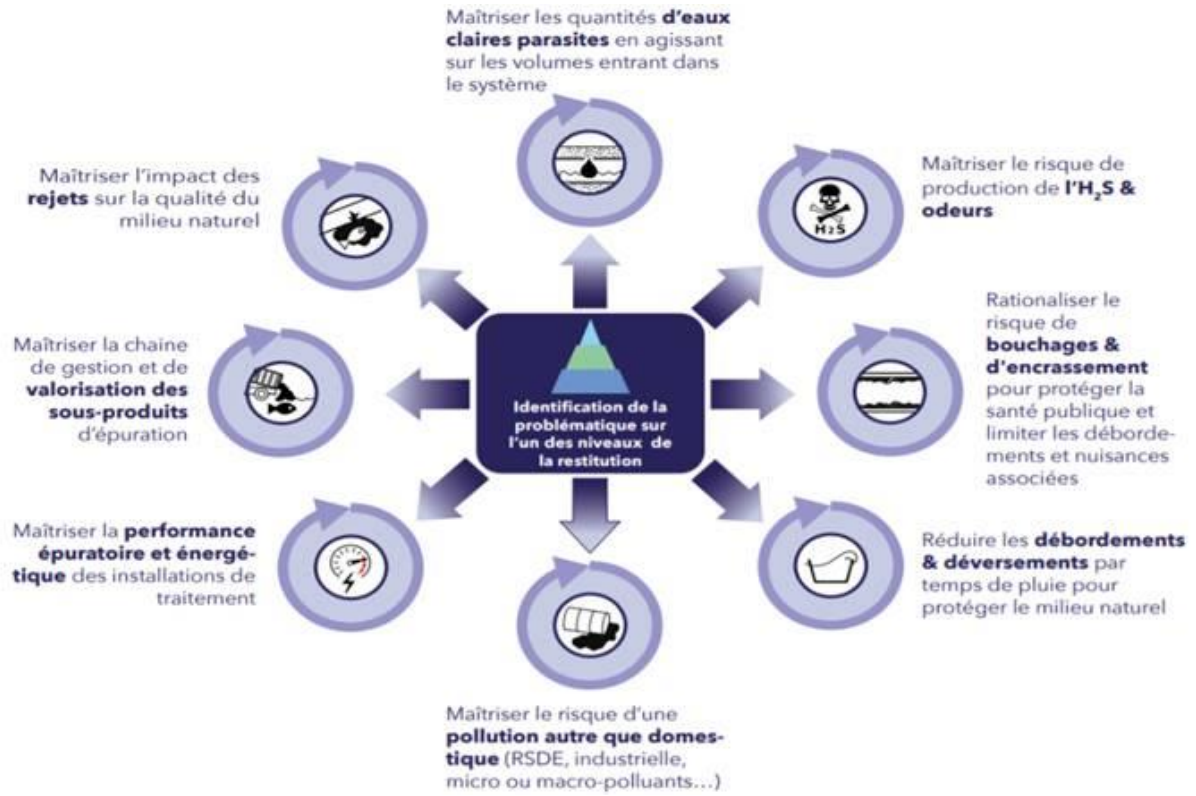 Maîtriser les quantités d'eaux
claires parasites en agissant
sur les volumes entrant dans
le système
Maîtriser le risque de
production de l'H₂S &
odeurs
H2S
Rationaliser le
risque de
bouchages &
d'encrassement
pour protéger la
santé publique et
limiter les déborde-
ments et nuisances
associées
Réduire les débordements
& déversements par
temps de pluie pour
protéger le milieu naturel
Maîtriser le risque d'une
pollution autre que domes-
tique (RSDE, industrielle,
micro ou macro-polluants...)
Maîtriser la performance
épuratoire et énergé-
tique des installations de
traitement
Maîtriser la chaine
de gestion et de
valorisation des
sous-produits
d'épuration
Maîtriser l'impact des
rejets sur la qualité du
milieu naturel
Identification de la
problématique sur
l'un des niveaux de
la restitution